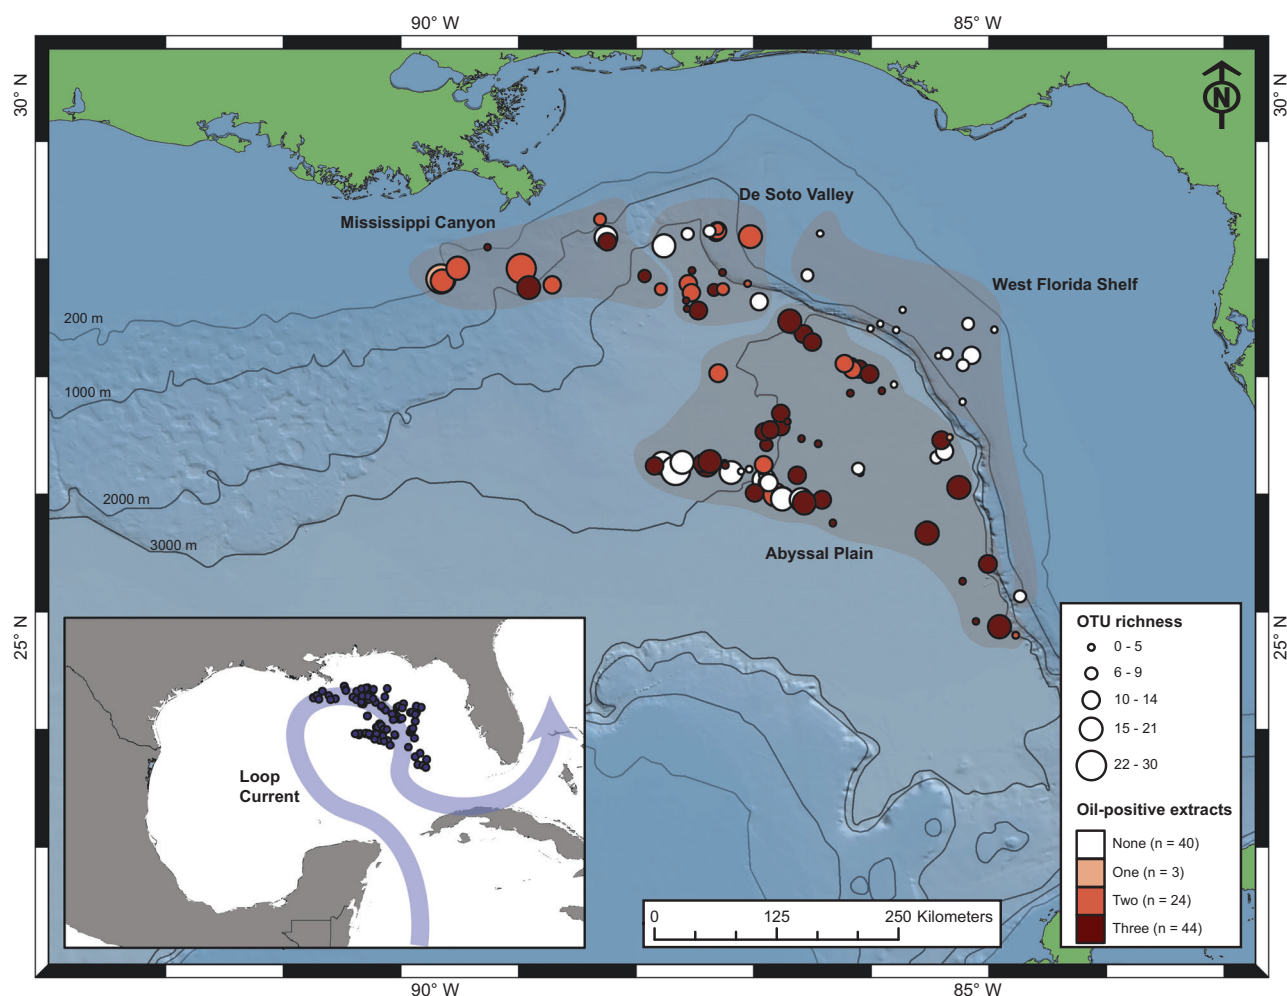 90° W
85° W
30° N
30° N
N
De Soto Valley
Mississippi Canyon
West Florida Shelf
200 m
1000 m
2000 m
3000 m
Abyssal Plain
25° N
25° N
Loop
Current
OTU richness
0 - 5
6 - 9
10 - 14
15 - 21
22 - 30
Oil-positive extracts
None (n = 40)
One (n = 3)
Two (n = 24)
Three (n = 44)
0 125 250 Kilometers
90° W
85° W